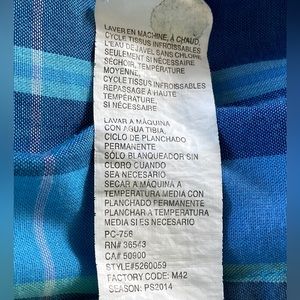 LAVER EN MACHINE, À CHAUD,
CYCLE TISSUS INFROISSABLES
L'EAU DE JAVEL SANS CHLORE
SEULEMENT SI NÉCESSAIRE
SÉCHOIR, TEMPÉRATURE
MOYENNE,
CYCLE TISSUS INFROISSABLES
REPASSAGE À HAUTE
TEMPÉRATURE,
SI NÉCESSAIRE
LAVAR A MÁQUINA
CON AGUA TIBIA,
CICLO DE PLANCHADO
PERMANENTE
SÓLO BLANQUEADOR SIN
CLORO CUANDO
SEA NECESARIO
SECAR A MÁQUINA A
TEMPERATURA MEDIA CON
PLANCHADO PERMANENTE
PLANCHAR A TEMPERATURA
MEDIA SI ES NECESARIO
PC-756
RN# 36543
CA# 50900
STYLE#5260059
FACTORY CODE: M42
SEASON: PS2014